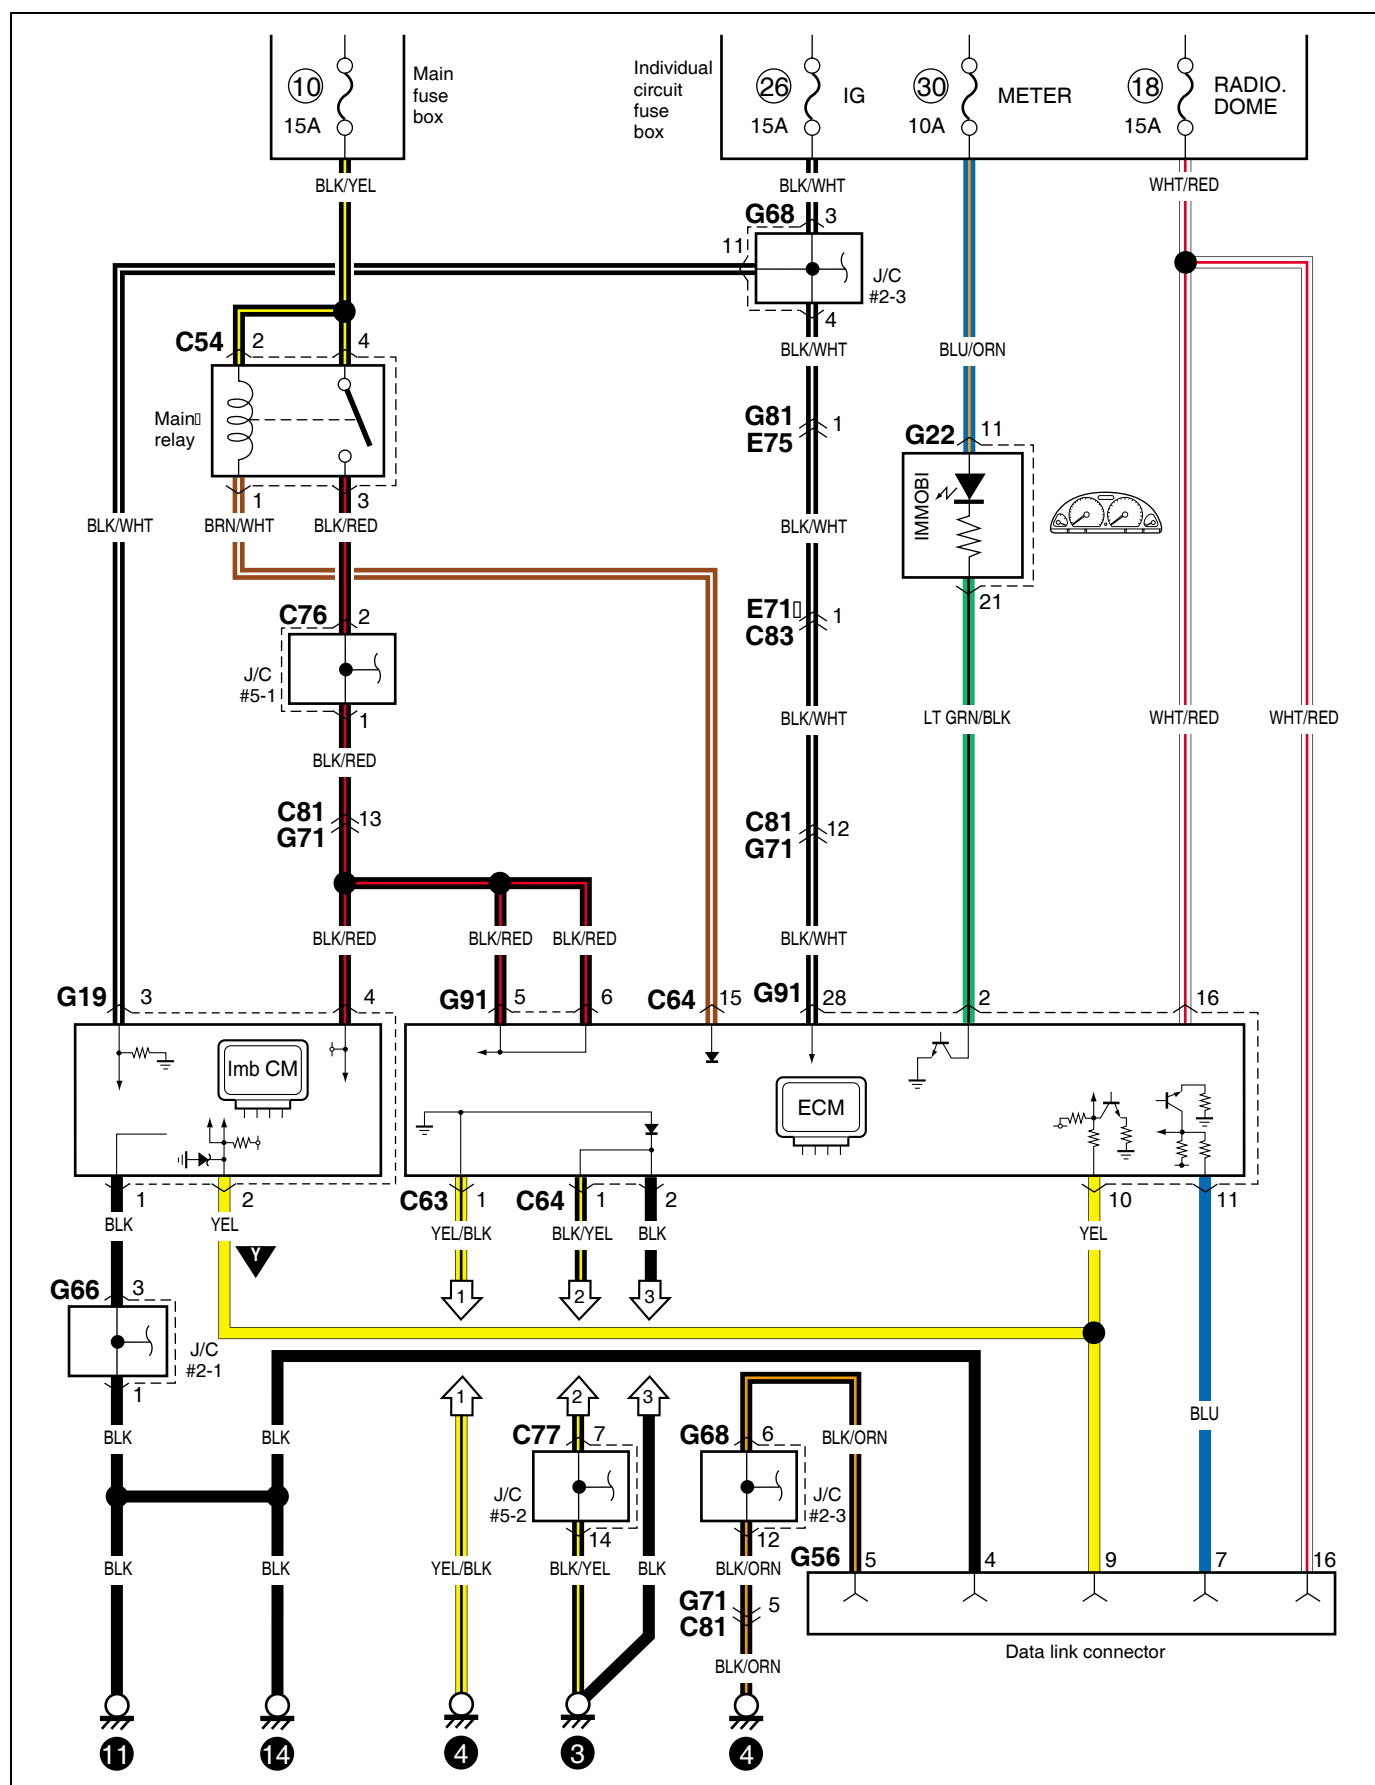 10
15A
Main
fuse
box
Individual
circuit
fuse
box
26
15A
IG
30
10A
METER
18
15A
RADIO.
DOME
BLK/YEL
BLK/WHT
WHT/RED
G68
3
11
J/C
#2-3
4
C54
2
4
BLK/WHT
BLU/ORN
Main
relay
G81
E75
1
G22
11
1
3
IMMOBI
BLK/WHT
BRN/WHT
BLK/RED
BLK/WHT
21
C76
2
E71
C83
1
J/C
#5-1
1
BLK/WHT
LT GRN/BLK
WHT/RED
WHT/RED
BLK/RED
C81
G71
13
C81
G71
12
BLK/RED
BLK/RED
BLK/RED
BLK/WHT
G19
3
4
G91
5
6
C64
15
G91
28
2
16
Imb CM
ECM
1
2
C63
1
C64
1
2
10
11
BLK
YEL
YEL/BLK
BLK/YEL
BLK
YEL
Y
G66
3
1
2
3
J/C
#2-1
1
1
2
3
BLU
BLK
BLK
C77
7
G68
6
BLK/ORN
J/C
#5-2
14
J/C
#2-3
12
G56
5
4
9
7
16
BLK
BLK
YEL/BLK
BLK/YEL
BLK
BLK/ORN
G71
C81
5
Data link connector
BLK/ORN
11
14
4
3
4